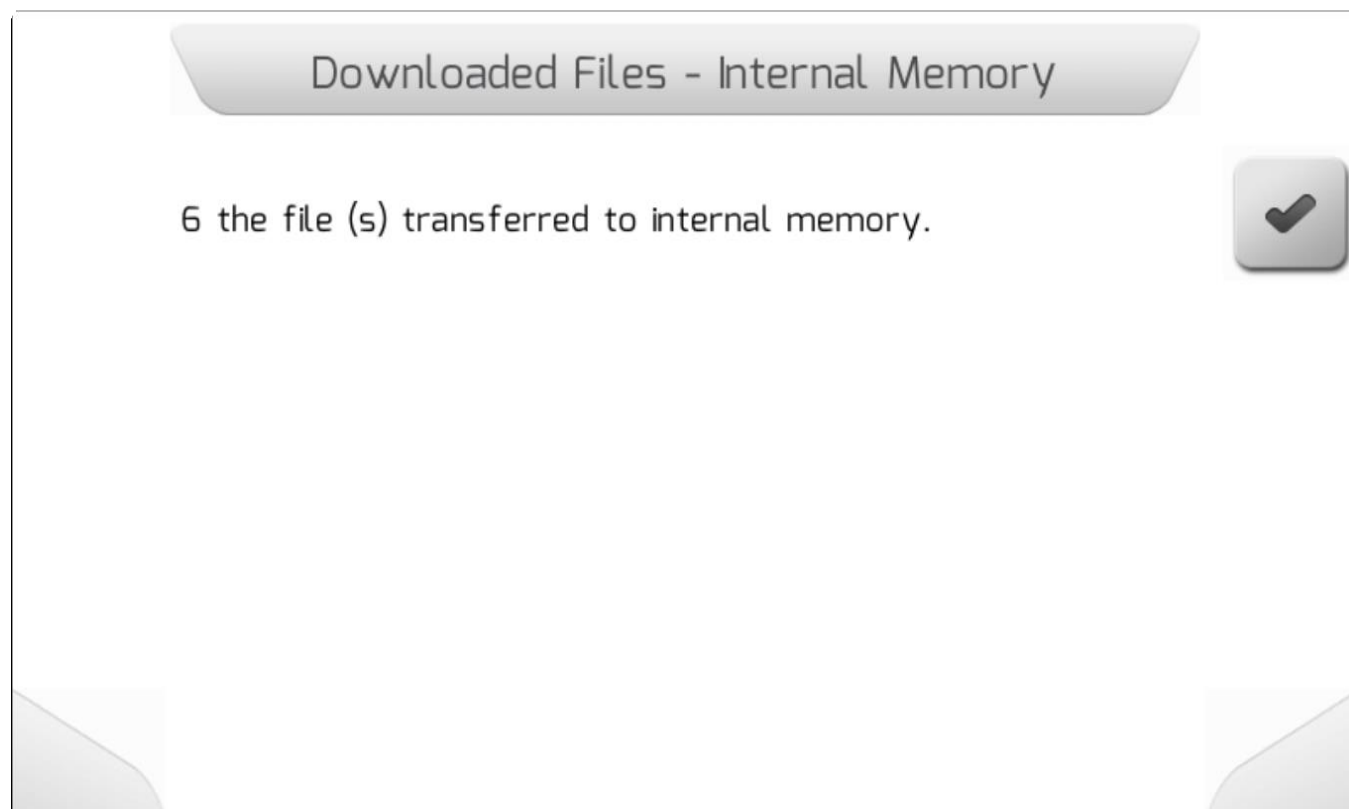 Downloaded Files - Internal Memory
6 the file (s) transferred to internal memory.